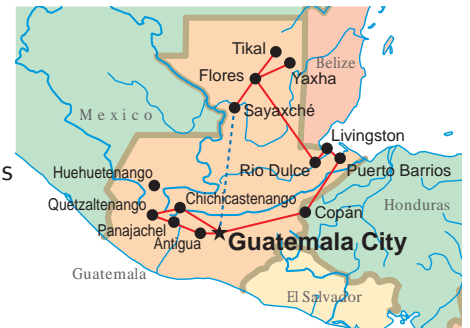 Tikal
Belize
Flores
Yaxha
Mexico
Sayaxché
Livingston
s
Rio Dulce
Puerto Barrios
Huehuetenango
Chichicastenango
Quetzaltenango
Honduras
Copán
Panajachel
Antigua
Guatemala City
Guatemala
El Salvador